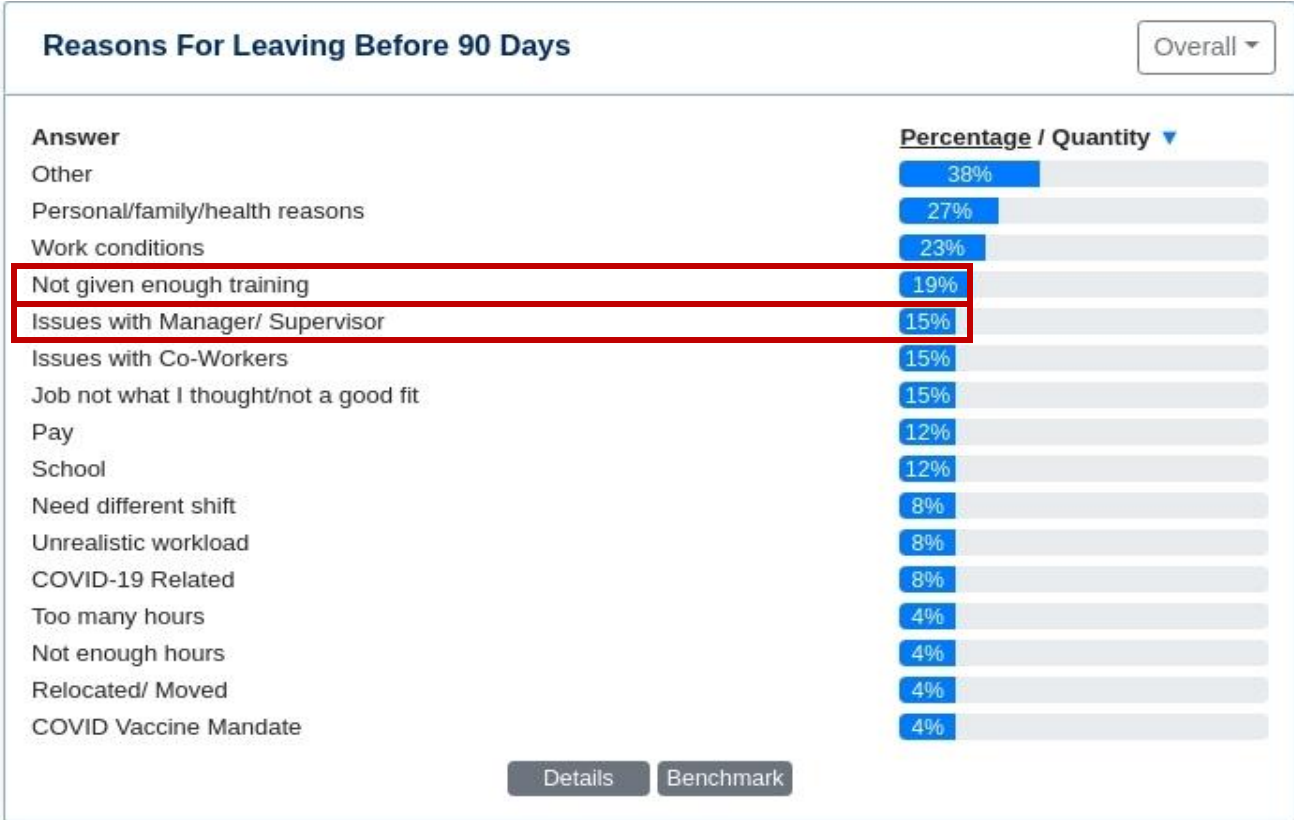 Reasons For Leaving Before 90 Days Overall
Answer Percentage / Quantity
Other 38%
Personal/family/health reasons 27%
Work conditions 23%
Not given enough training 19%
Issues with Manager/ Supervisor 15%
Issues with Co-Workers 15%
Job not what I thought/not a good fit 15%
Pay 12%
School 12%
Need different shift 8%
Unrealistic workload 8%
COVID-19 Related 8%
Too many hours 4%
Not enough hours 4%
Relocated/ Moved 4%
COVID Vaccine Mandate 4%
Details Benchmark